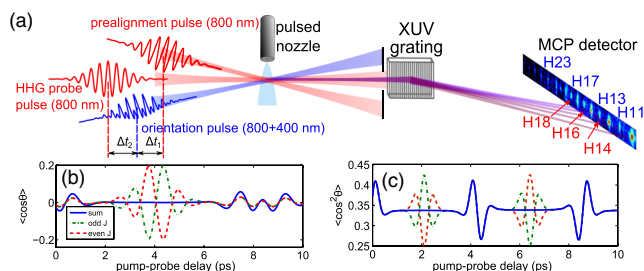 (a)
prealignment pulse (800 nm)
pulsed
nozzle
XUV
grating
MCP detector
H23
H17
H13
H11
H18
H16
H14
HHG probe
pulse (800 nm)
orientation pulse (800+400 nm)
Δt2 Δt1
(b)
<cosθ>
0.2
0
−0.2
sum
odd J
even J
0 2 4 6 8 10
pump-probe delay (ps)
(c)
<cos²θ>
0.45
0.40
0.35
0.30
0.25
0 2 4 6 8 10
pump-probe delay (ps)